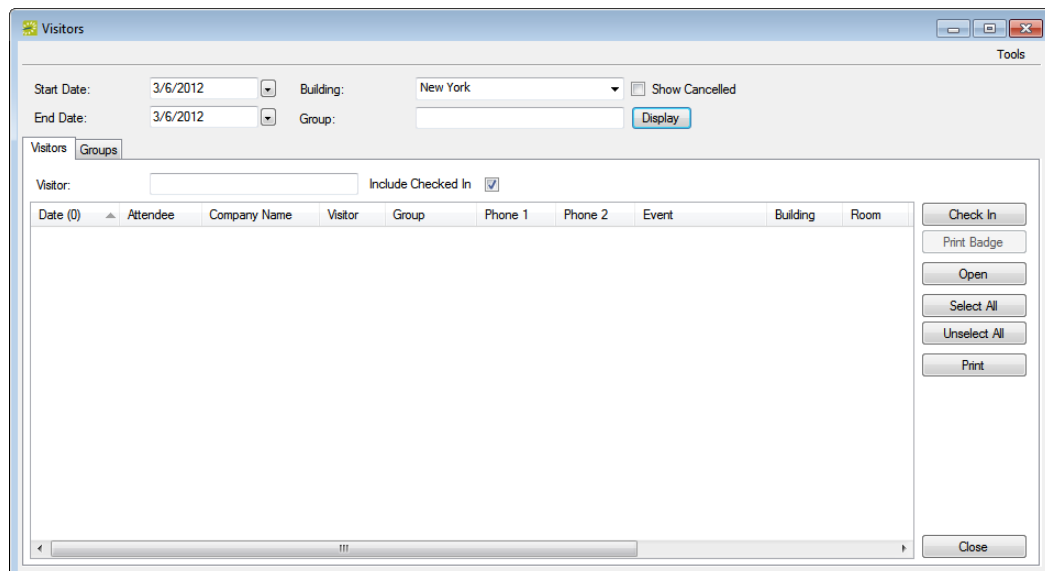 Visitors
Tools
Start Date: 3/6/2012 Building: New York Show Cancelled
End Date: 3/6/2012 Group: Display
Visitors Groups
Visitor: Include Checked In
Date (0) Attendee Company Name Visitor Group Phone 1 Phone 2 Event Building Room Check In
Print Badge
Open
Select All
Unselect All
Print
Close